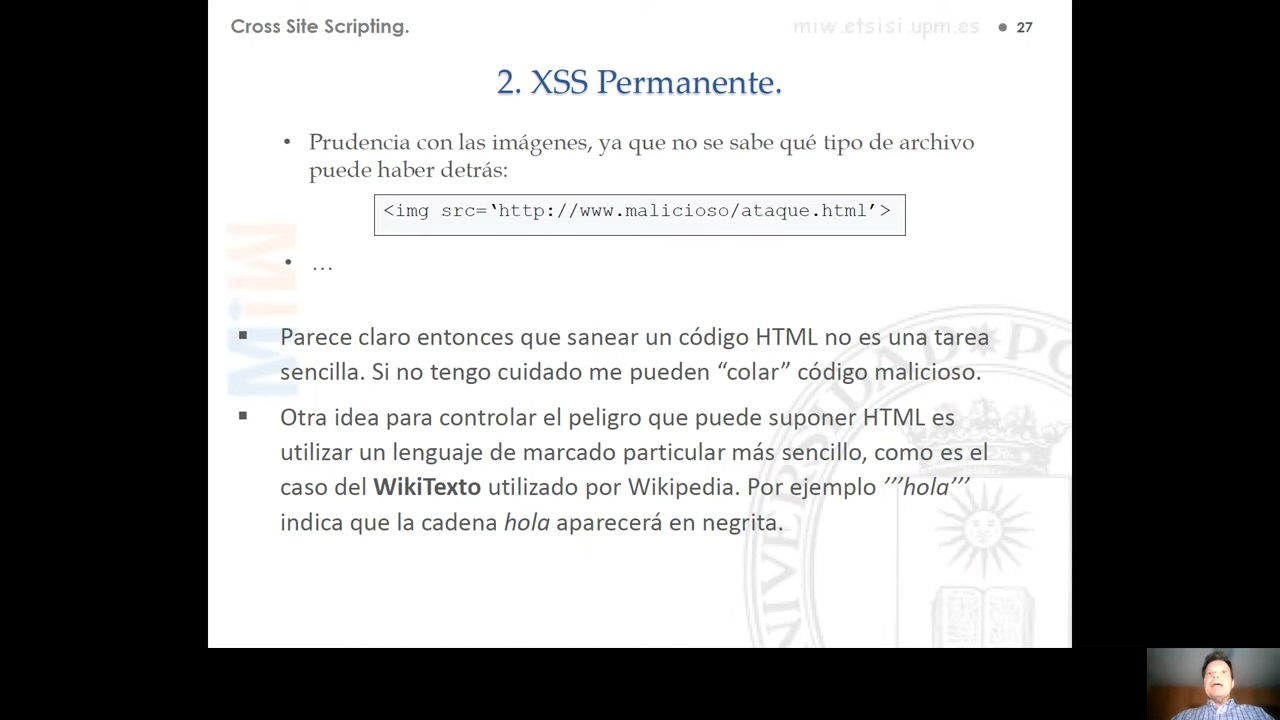 Cross Site Scripting.
miw.etsisi.upm.es
27
2. XSS Permanente.
• Prudencia con las imágenes, ya que no se sabe qué tipo de archivo
puede haber detrás:
<img src=‘http://www.malicioso/ataque.html’>
• …
MiW
▪ Parece claro entonces que sanear un código HTML no es una tarea
sencilla. Si no tengo cuidado me pueden “colar” código malicioso.
▪ Otra idea para controlar el peligro que puede suponer HTML es
utilizar un lenguaje de marcado particular más sencillo, como es el
caso del WikiTexto utilizado por Wikipedia. Por ejemplo ’’’hola’’’
indica que la cadena hola aparecerá en negrita.
UNIVERSIDAD PO